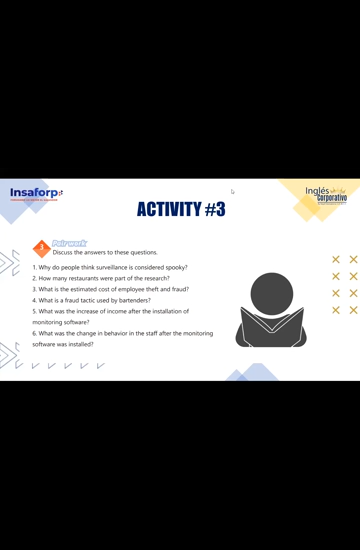 Insaforp
Inglés
Corporativo
ACTIVITY #3
1
Pair work
Discuss the answers to these questions.
1. Why do people think surveillance is considered spooky?
2. How many restaurants were part of the research?
3. What is the estimated cost of employee theft and fraud?
4. What is a fraud tactic used by bartenders?
5. What was the increase of income after the installation of
monitoring software?
6. What was the change in behavior in the staff after the monitoring
software was installed?